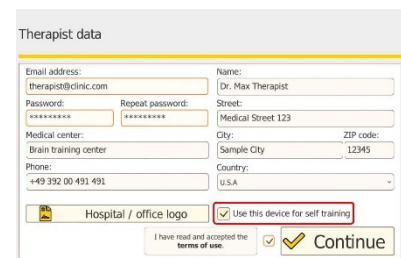 Therapist data
Email address:
therapist@clinic.com
Name:
Dr. Max Therapist
Password:
Repeat password:
*********
*********
Street:
Medical Street 123
Medical center:
Brain training center
City:
ZIP code:
Sample City
12345
Phone:
+49 392 00 491 491
Country:
U.S.A
Hospital / office logo
Use this device for self training
I have read and accepted the
terms of use.
Continue